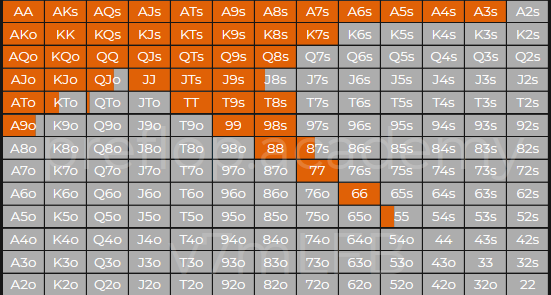 AA AKs AQs AJs ATs A9s A8s A7s A6s A5s A4s A3s A2s
AKo KK KQs KJs KTs K9s K8s K7s K6s K5s K4s K3s K2s
AQo KQo QQ QJs QTs Q9s Q8s Q7s Q6s Q5s Q4s Q3s Q2s
AJo KJo QJo JJ JTs J9s J8s J7s J6s J5s J4s J3s J2s
ATo KTo QTo JTo TT T9s T8s T7s T6s T5s T4s T3s T2s
A9o K9o Q9o J9o T9o 99 98s 97s 96s 95s 94s 93s 92s
A8o K8o Q8o J8o T8o 98o 88 87s 86s 85s 84s 83s 82s
A7o K7o Q7o J7o T7o 97o 87o 77 76s 75s 74s 73s 72s
A6o K6o Q6o J6o T6o 96o 86o 76o 66 65s 64s 63s 62s
A5o K5o Q5o J5o T5o 95o 85o 75o 65o 55 54s 53s 52s
A4o K4o Q4o J4o T4o 94o 84o 74o 64o 54o 44 43s 42s
A3o K3o Q3o J3o T3o 93o 83o 73o 63o 53o 43o 33 32s
A2o K2o Q2o J2o T2o 92o 82o 72o 62o 52o 42o 32o 22
preflop.academy
v7mLFB